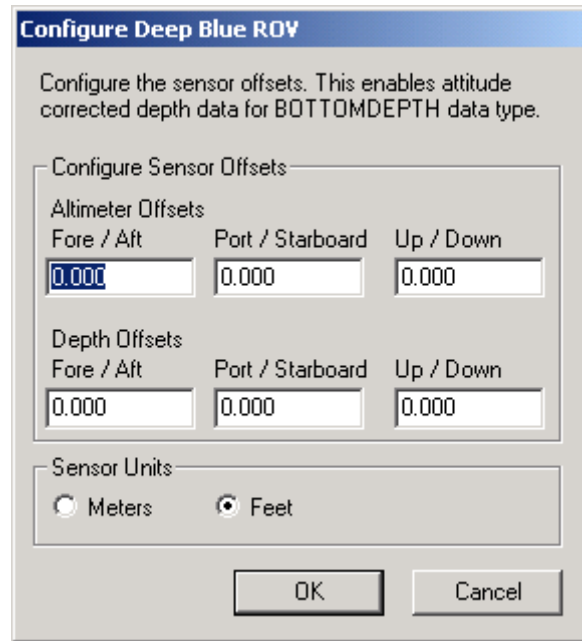 Configure Deep Blue ROV
Configure the sensor offsets. This enables attitude
corrected depth data for BOTTOMDEPTH data type.
Configure Sensor Offsets
Altimeter Offsets
Fore / Aft Port / Starboard Up / Down
0.000 0.000 0.000
Depth Offsets
Fore / Aft Port / Starboard Up / Down
0.000 0.000 0.000
Sensor Units
Meters Feet
OK Cancel